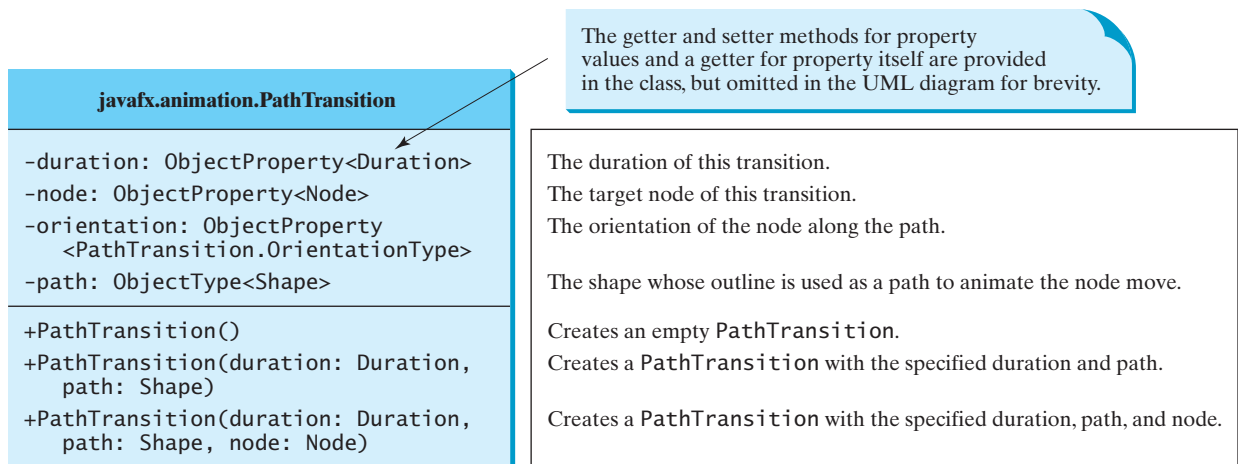 The getter and setter methods for property
values and a getter for property itself are provided
in the class, but omitted in the UML diagram for brevity.
javafx.animation.PathTransition
-duration: ObjectProperty<Duration>
The duration of this transition.
-node: ObjectProperty<Node>
The target node of this transition.
-orientation: ObjectProperty
<PathTransition.OrientationType>
The orientation of the node along the path.
-path: ObjectType<Shape>
The shape whose outline is used as a path to animate the node move.
+PathTransition()
Creates an empty PathTransition.
+PathTransition(duration: Duration,
path: Shape)
Creates a PathTransition with the specified duration and path.
+PathTransition(duration: Duration,
path: Shape, node: Node)
Creates a PathTransition with the specified duration, path, and node.